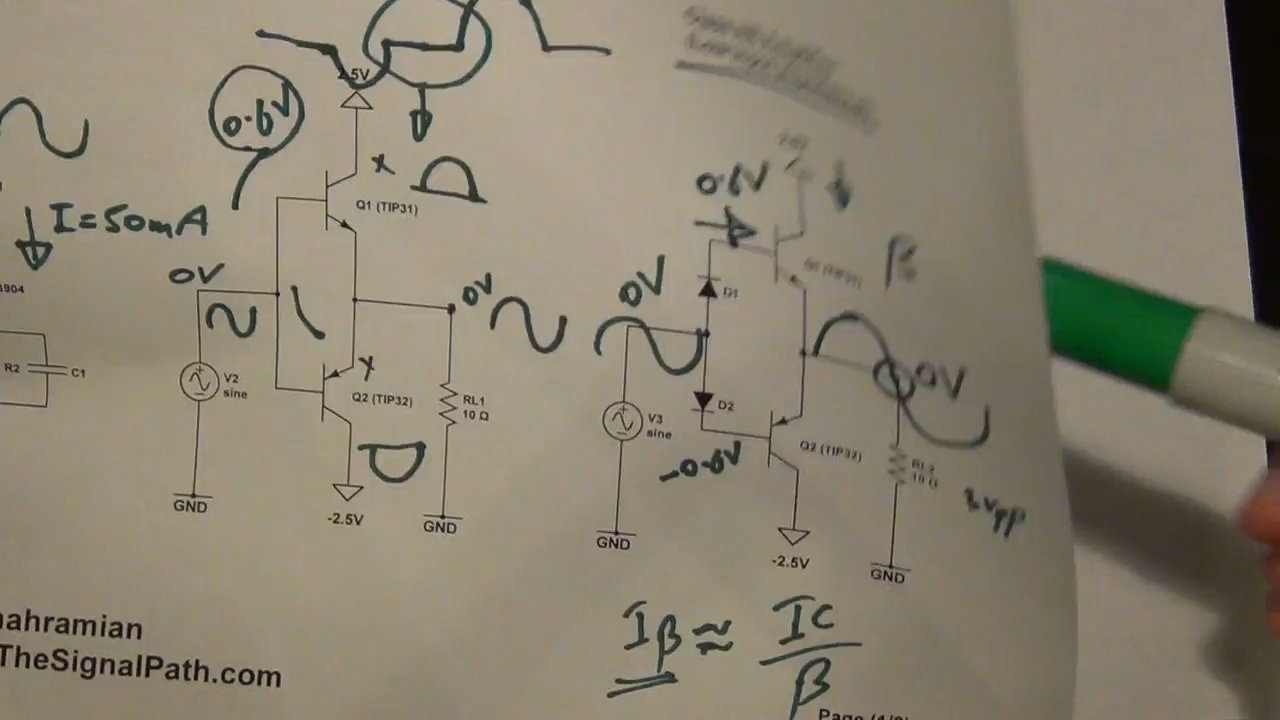 2.5V
0.6V
Q1 (TIP31)
I=50mA
0V
0V
3904
V2
sine
R2
C1
Q2 (TIP32)
RL1
10 Ω
GND
-2.5V
GND
0.6V
0V
D1
β
0V
D2
V3
sine
-0.6V
Q2 (TIP32)
GND
-2.5V
GND
ahramian
TheSignalPath.com
Iβ ≈ IC
β